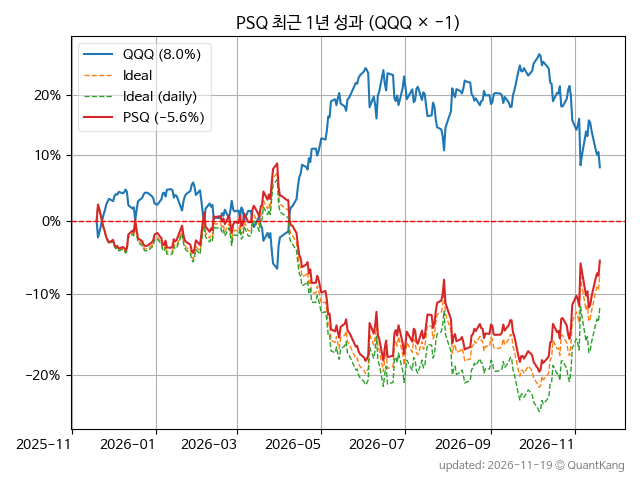 PSQ 최근 1년 성과 (QQQ × −1)
QQQ (8.0%)
Ideal
Ideal (daily)
PSQ (−5.6%)
20%
10%
0%
−10%
−20%
2025-11
2026-01
2026-03
2026-05
2026-07
2026-09
2026-11
updated: 2026-11-19 © QuantKang